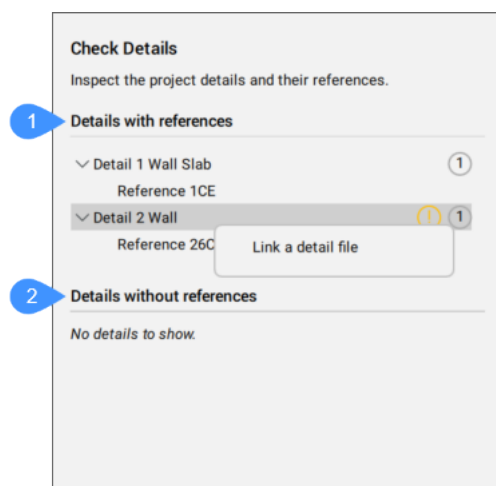 Check Details
Inspect the project details and their references.
1
Details with references
Detail 1 Wall Slab 1
Reference 1CE
Detail 2 Wall ! 1
Reference 26C
Link a detail file
2
Details without references
No details to show.